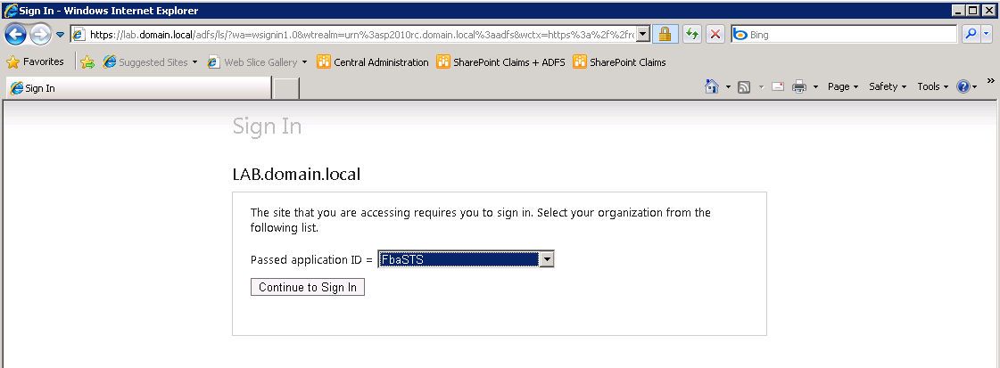 Sign In - Windows Internet Explorer
https://lab.domain.local/adfs/ls/?wa=wsignin1.0&wtrealm=urn%3asp2010rc.domain.local%3aadfs&wctx=https%3a%2f%2frc
Bing
Favorites Suggested Sites Web Slice Gallery Central Administration SharePoint Claims + ADFS SharePoint Claims
Sign In Page Safety Tools
Sign In
LAB.domain.local
The site that you are accessing requires you to sign in. Select your organization from the
following list.
Passed application ID = FbaSTS
Continue to Sign In